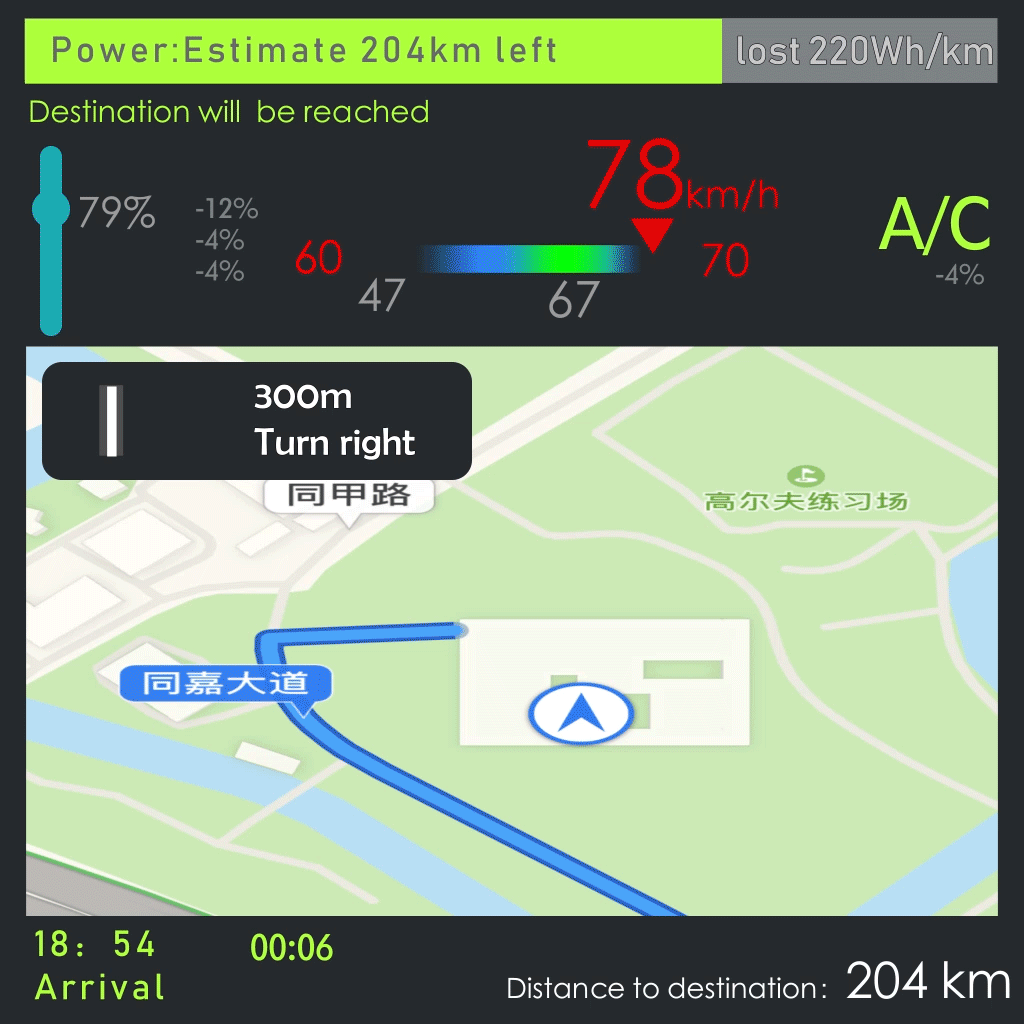 Power:Estimate 204km left
lost 220Wh/km
Destination will be reached
78km/h
79%
-12%
-4%
-4%
60
47
67
70
A/C
-4%
300m
Turn right
同甲路
高尔夫练习场
同嘉大道
18: 54
00:06
Arrival
Distance to destination: 204 km